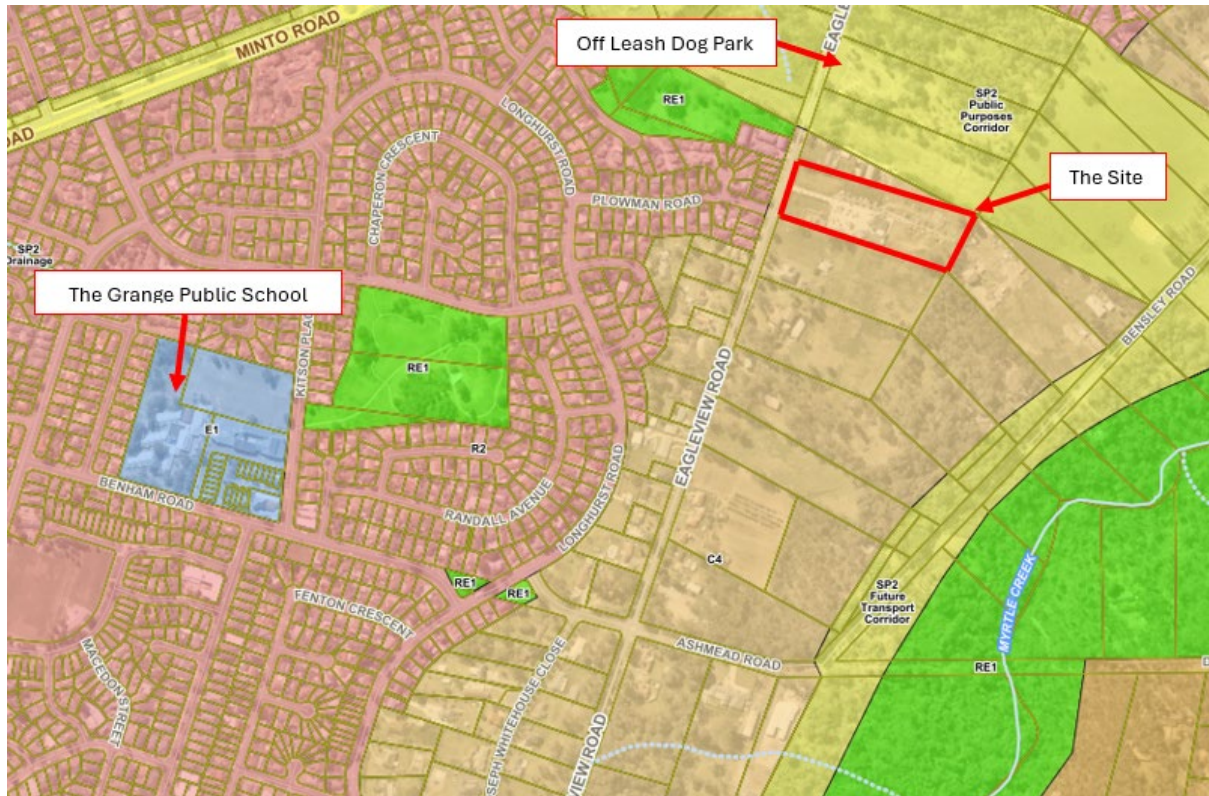 MINTO ROAD
EAGLE
Off Leash Dog Park
RE1
SP2
Public
Purposes
Corridor
LONGHURST ROAD
CHAPERON CRESCENT
The Site
PLOWMAN ROAD
SP2
Drainage
The Grange Public School
BENSLEY ROAD
KITSON PLAC
RE1
EAGLEVIEW ROAD
E1
R2
BENHAM ROAD
RANDALL AVENUE
LONGHURST ROAD
C4
RE1
RE1
SP2
Future
Transport
Corridor
MYRTLE CREEK
FENTON CRESCENT
ASHMEAD ROAD
RE1
D
MACEDON STREET
SEPH WHITEHOUSE CLOSE
VIEW ROAD
OAD